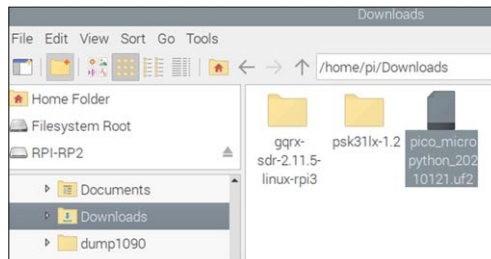 Downloads
File Edit View Sort Go Tools
/home/pi/Downloads
Home Folder
Filesystem Root
RPI-RP2
Documents
Downloads
dump1090
gqrx-
sdr-2.11.5-
linux-rpi3
psk31lx-1.2
pico_micro
python_202
10121.uf2